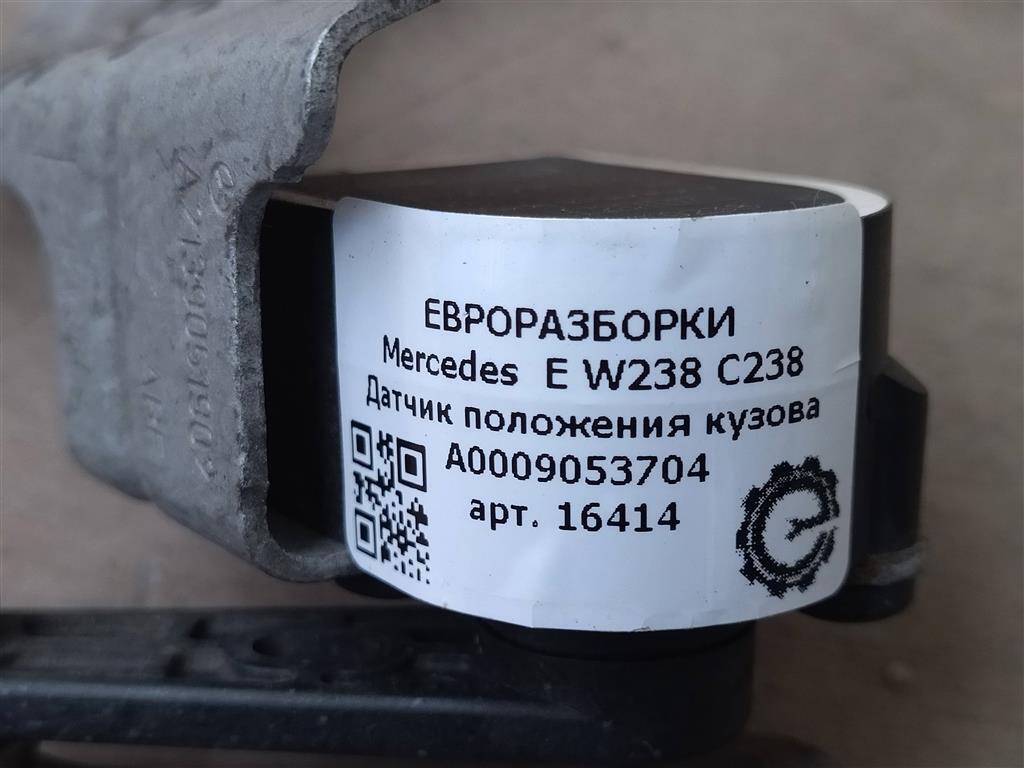 ЕВРОРАЗБОРКИ
Mercedes E W238 C238
Датчик положения кузова
A0009053704
арт. 16414